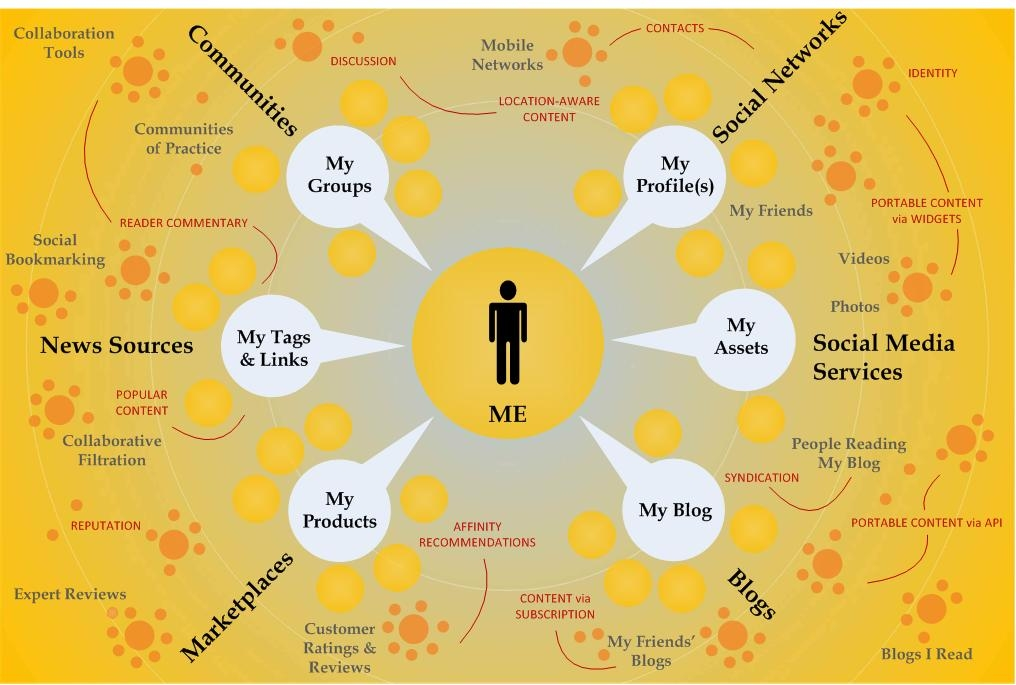 Collaboration
Tools
Communities
DISCUSSION
Mobile
Networks
CONTACTS
Social Networks
IDENTITY
LOCATION-AWARE
CONTENT
Communities
of Practice
My
Groups
My
Profile(s)
My Friends
PORTABLE CONTENT
via WIDGETS
READER COMMENTARY
Social
Bookmarking
Videos
Photos
News Sources
My Tags
& Links
ME
My
Assets
Social Media
Services
POPULAR
CONTENT
Collaborative
Filtration
People Reading
My Blog
SYNDICATION
My
Products
My Blog
REPUTATION
AFFINITY
RECOMMENDATIONS
PORTABLE CONTENT via API
Expert Reviews
Marketplaces
Customer
Ratings &
Reviews
CONTENT via
SUBSCRIPTION
My Friends’
Blogs
Blogs
Blogs I Read